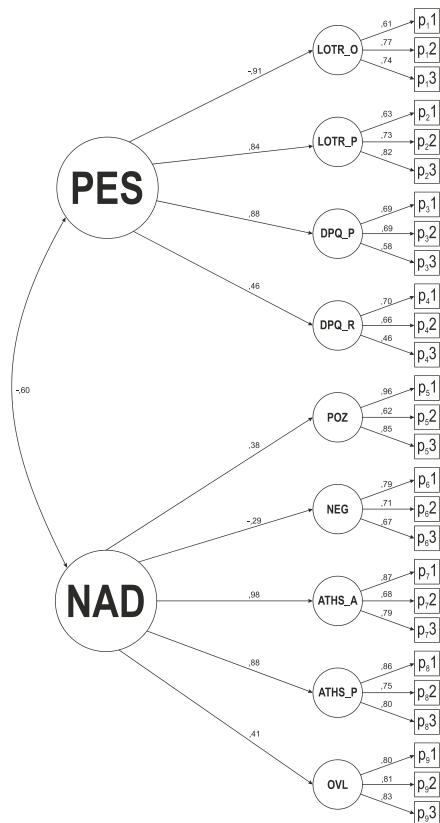 ,61
p₁1
LOTR_O
,77
p₁2
,74
p₁3
-,91
,63
p₂1
LOTR_P
,73
p₂2
,82
p₂3
,84
PES
,69
p₃1
,88
DPQ_P
,69
p₃2
,58
p₃3
,46
,70
p₄1
DPQ_R
,66
p₄2
,46
p₄3
-,60
,96
p₅1
POZ
,62
p₅2
,85
p₅3
,38
,79
p₆1
NEG
,71
p₆2
,67
p₆3
-,29
,87
p₇1
NAD
,98
ATHS_A
,68
p₇2
,79
p₇3
,88
,86
p₈1
ATHS_P
,75
p₈2
,80
p₈3
,41
,80
p₉1
OVL
,81
p₉2
,83
p₉3